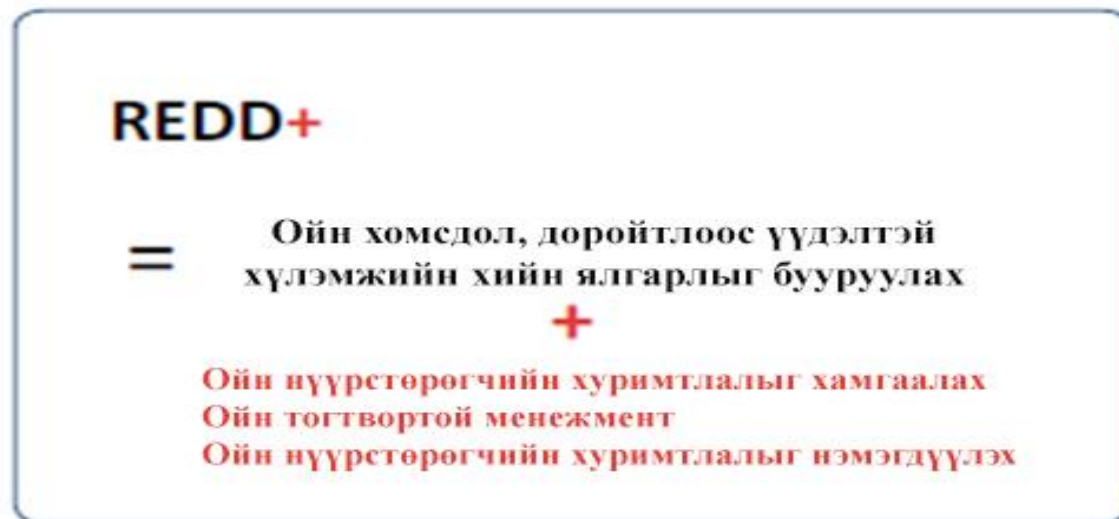 REDD+
= Ойн хомсдол, доройтлоос үүдэлтэй
хүлэмжийн хийн ялгарлыг бууруулах
+
Ойн нүүрстөрөгчийн хуримтлалыг хамгаалах
Ойн тогтвортой менежмент
Ойн нүүрстөрөгчийн хуримтлалыг нэмэгдүүлэх